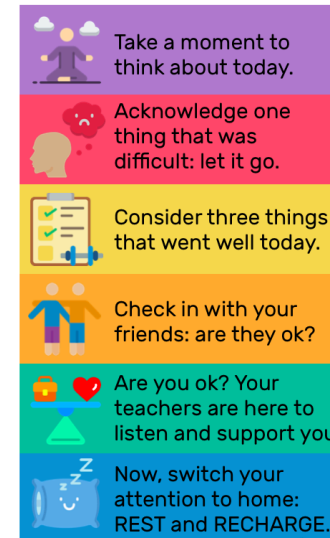 Take a moment to
think about today.
Acknowledge one
thing that was
difficult: let it go.
Consider three things
that went well today.
Check in with your
friends: are they ok?
Are you ok? Your
teachers are here to
listen and support you
Now, switch your
attention to home:
REST and RECHARGE.